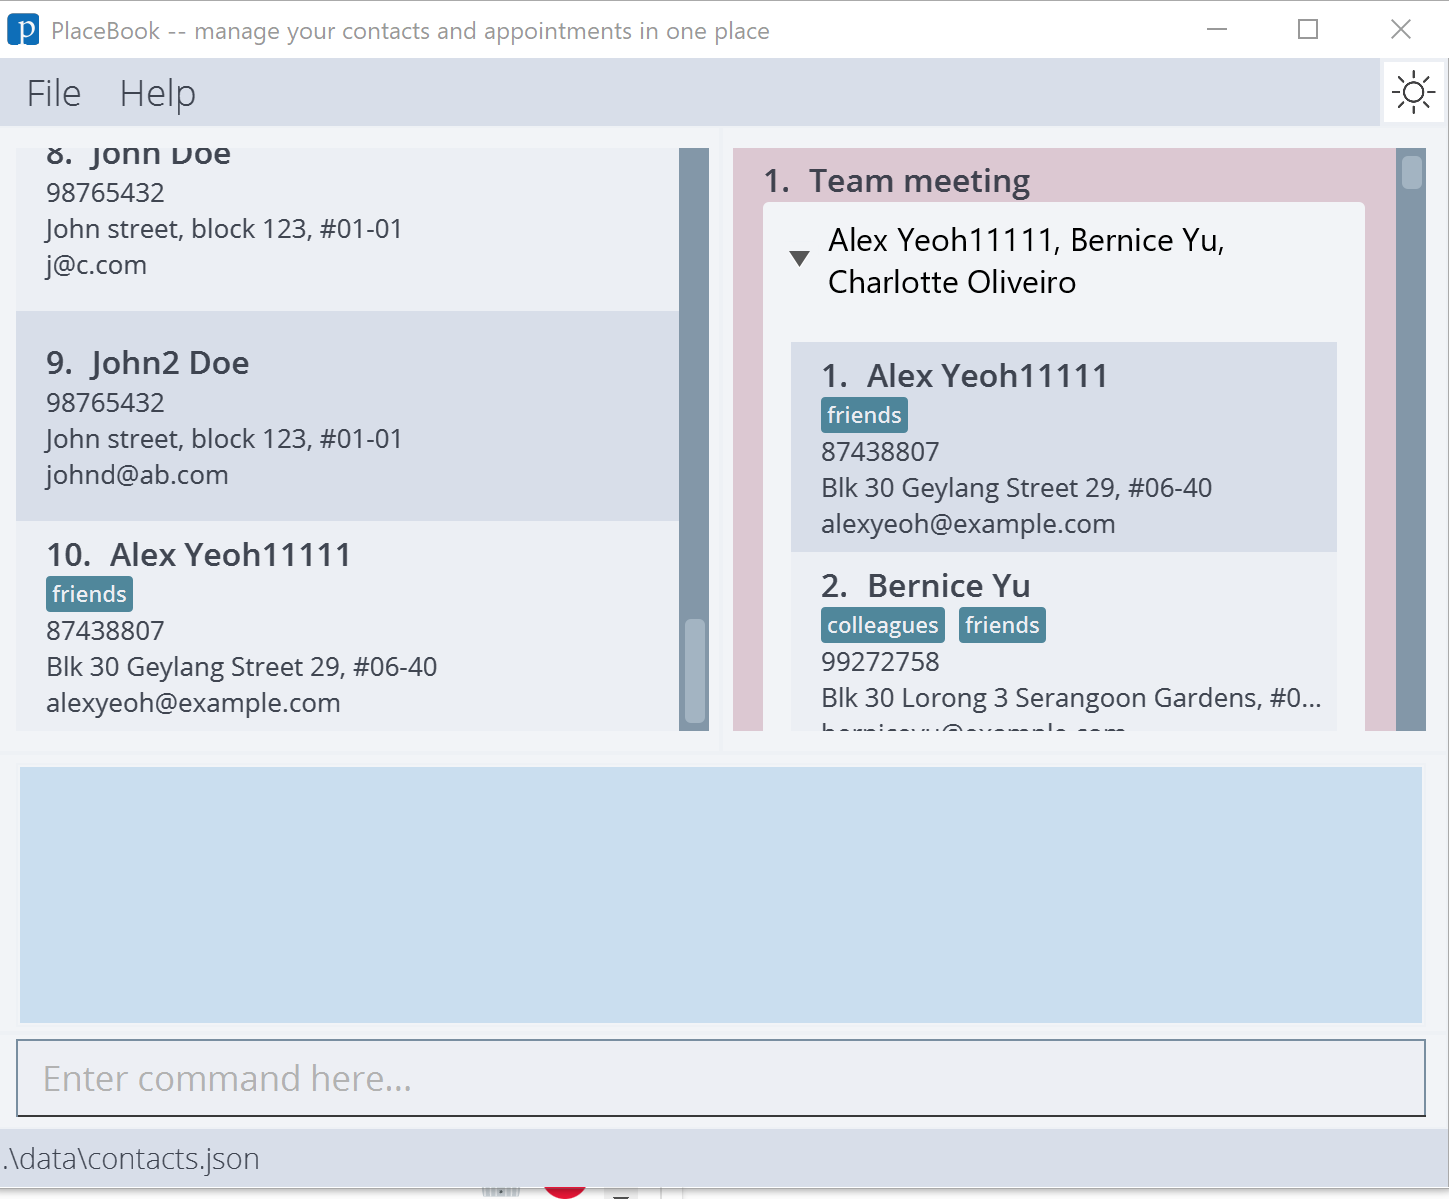 PlaceBook -- manage your contacts and appointments in one place
File Help
8. John Doe
98765432
John street, block 123, #01-01
j@c.com
9. John2 Doe
98765432
John street, block 123, #01-01
johnd@ab.com
10. Alex Yeoh11111
friends
87438807
Blk 30 Geylang Street 29, #06-40
alexyeoh@example.com
1. Team meeting
Alex Yeoh11111, Bernice Yu,
Charlotte Oliveiro
1. Alex Yeoh11111
friends
87438807
Blk 30 Geylang Street 29, #06-40
alexyeoh@example.com
2. Bernice Yu
colleagues friends
99272758
Blk 30 Lorong 3 Serangoon Gardens, #0...
berniceyu@example.com
Enter command here...
.\data\contacts.json